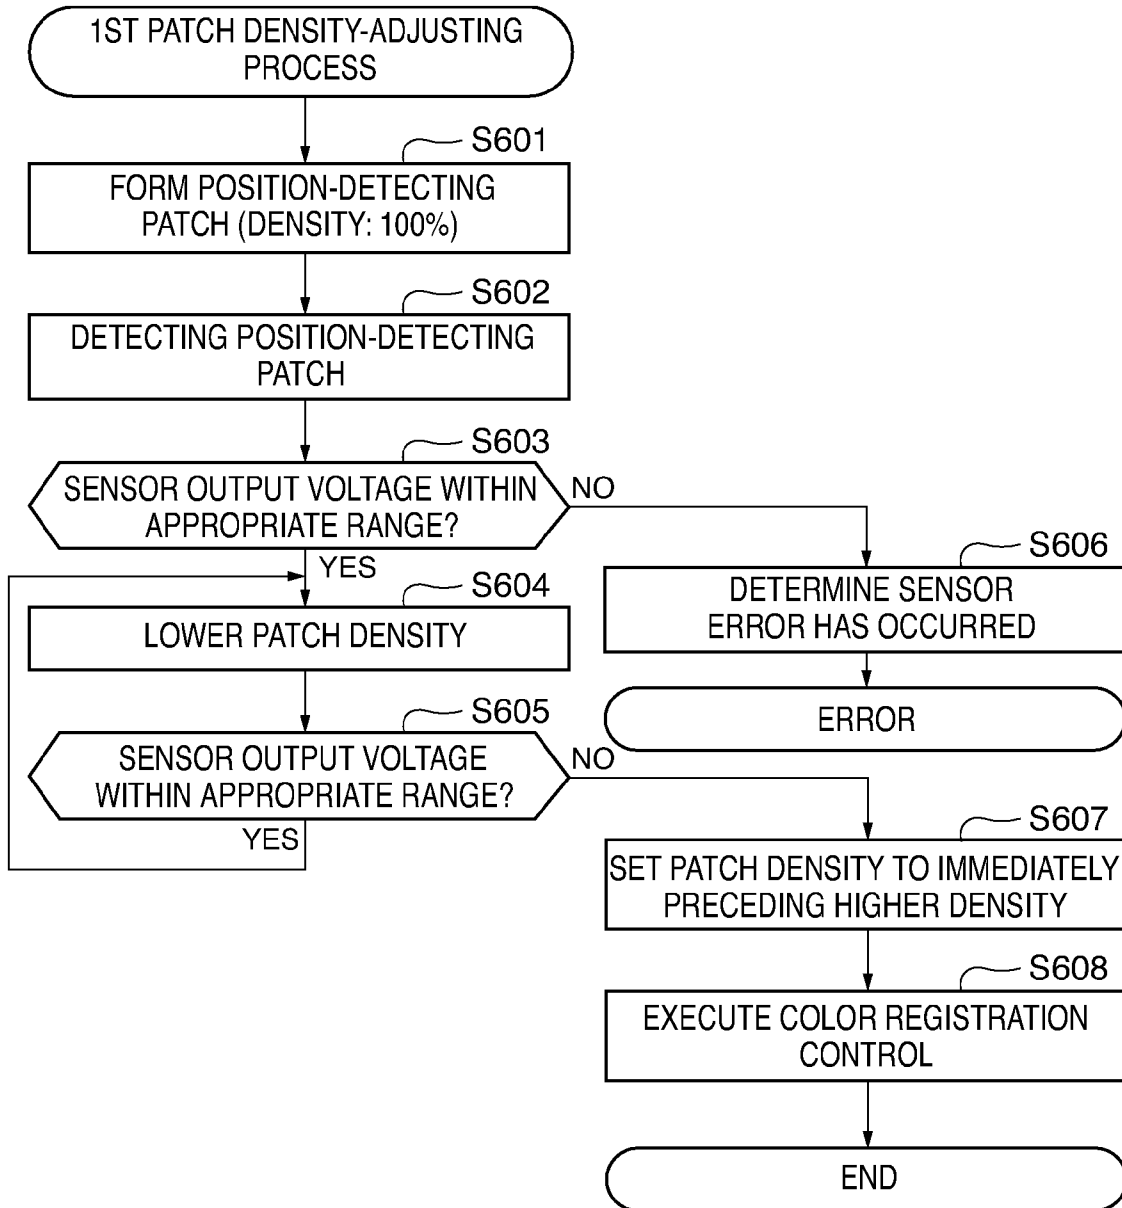 1ST PATCH DENSITY-ADJUSTING
PROCESS
S601
FORM POSITION-DETECTING
PATCH (DENSITY: 100%)
S602
DETECTING POSITION-DETECTING
PATCH
S603
SENSOR OUTPUT VOLTAGE WITHIN
APPROPRIATE RANGE?
NO
YES
S606
DETERMINE SENSOR
ERROR HAS OCCURRED
ERROR
S604
LOWER PATCH DENSITY
S605
SENSOR OUTPUT VOLTAGE
WITHIN APPROPRIATE RANGE?
NO
YES
S607
SET PATCH DENSITY TO IMMEDIATELY
PRECEDING HIGHER DENSITY
S608
EXECUTE COLOR REGISTRATION
CONTROL
END